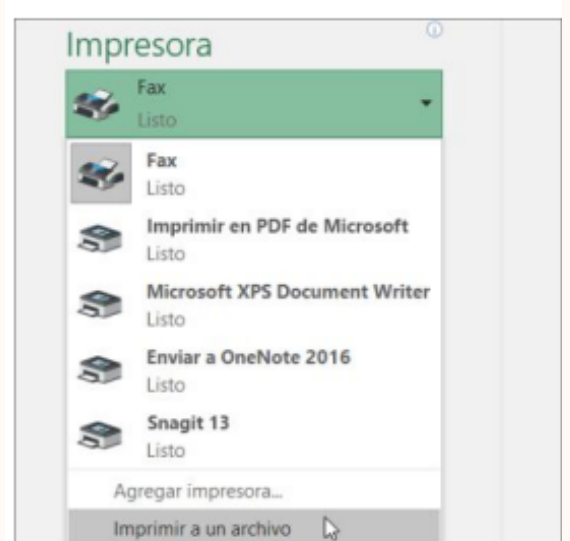 Impresora
Fax
Listo
Fax
Listo
Imprimir en PDF de Microsoft
Listo
Microsoft XPS Document Writer
Listo
Enviar a OneNote 2016
Listo
Snagit 13
Listo
Agregar impresora...
Imprimir a un archivo